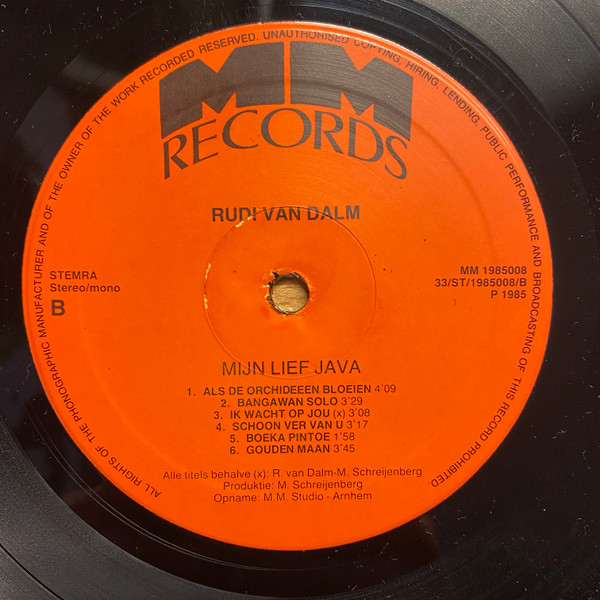 ALL RIGHTS OF THE PHONOGRAPHIC MANUFACTURER AND OF THE OWNER OF THE WORK RECORDED RESERVED. UNAUTHORISED COPYING, HIRING, LENDING, PUBLIC PERFORMANCE AND BROADCASTING OF THIS RECORD PROHIBITED.
MM
RECORDS
RUDI VAN DALM
STEMRA
Stereo/mono
B
MM 1985008
33/ST/1985008/B
P 1985
MIJN LIEF JAVA
1. ALS DE ORCHIDEEEN BLOEIEN 4'09
2. BANGAWAN SOLO 3'29
3. IK WACHT OP JOU (x) 3'08
4. SCHOON VER VAN U 3'17
5. BOEKA PINTOE 1'58
6. GOUDEN MAAN 3'45
Alle titels behalve (x): R. van Dalm-M. Schreijenberg
Produktie: M. Schreijenberg
Opname: M.M. Studio - Arnhem